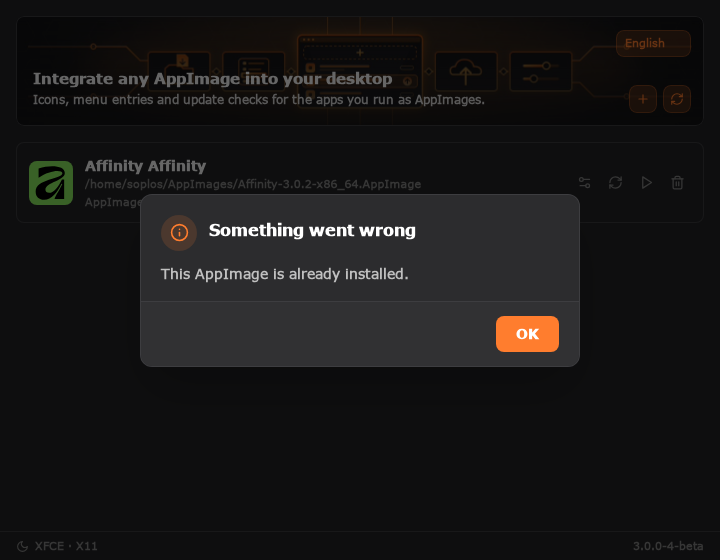 English
Integrate any AppImage into your desktop
Icons, menu entries and update checks for the apps you run as AppImages.
Affinity Affinity
/home/soplos/AppImages/Affinity-3.0.2-x86_64.AppImage
AppImage
Something went wrong
This AppImage is already installed.
OK
XFCE · X11
3.0.0-4-beta